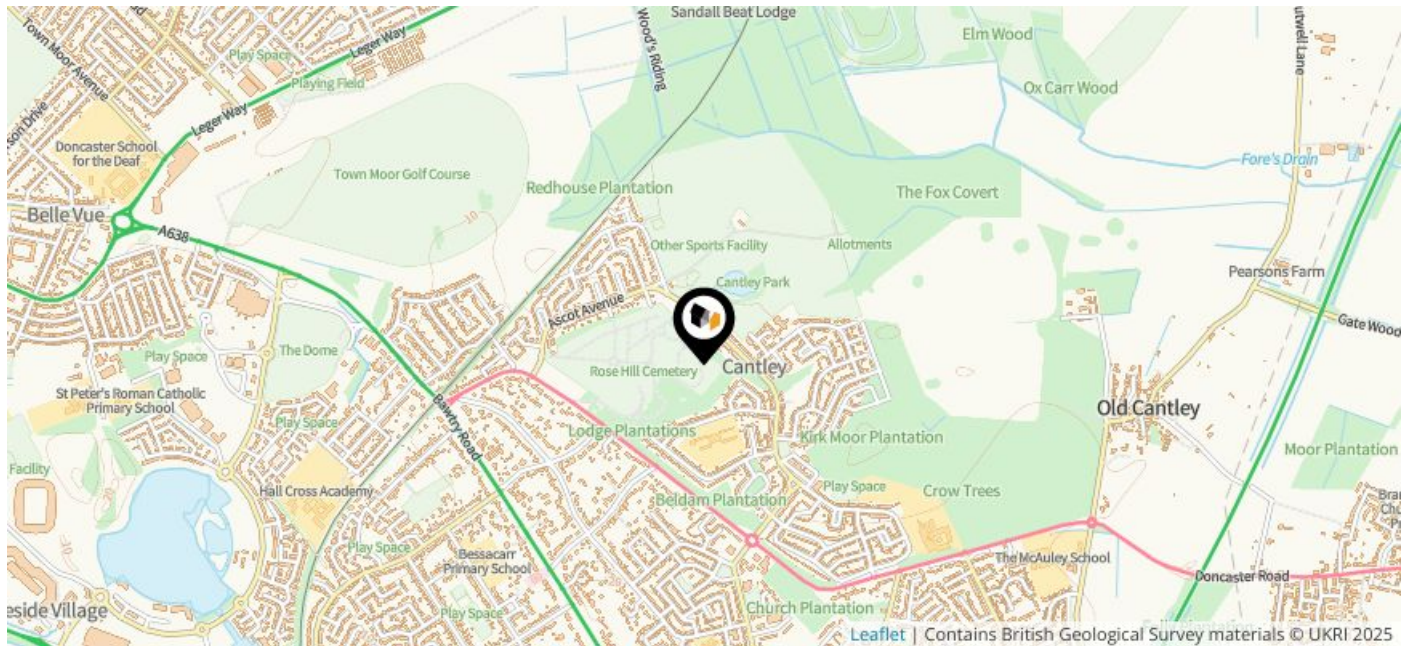 Sandall Beat Lodge
Town Moor Avenue
Play Space
Leger Way
Wood's Riding
Elm Wood
Playing Field
Ox Carr Wood
Leger Way
Doncaster School
for the Deaf
Fore's Drain
Town Moor Golf Course
Redhouse Plantation
The Fox Covert
Belle Vue
A638
Other Sports Facility
Allotments
Pearsons Farm
Cantley Park
Ascot Avenue
Gate Wood
The Dome
Play Space
Rose Hill Cemetery
Cantley
St Peter's Roman Catholic
Primary School
Bawtry Road
Old Cantley
Play Space
Lodge Plantations
Kirk Moor Plantation
Moor Plantation
Facility
Hall Cross Academy
Play Space
Crow Trees
Beldam Plantation
Play Space
Bessacarr
Primary School
The McAuley School
Doncaster Road
Play Space
Church Plantation
eside Village
Leaflet | Contains British Geological Survey materials © UKRI 2025